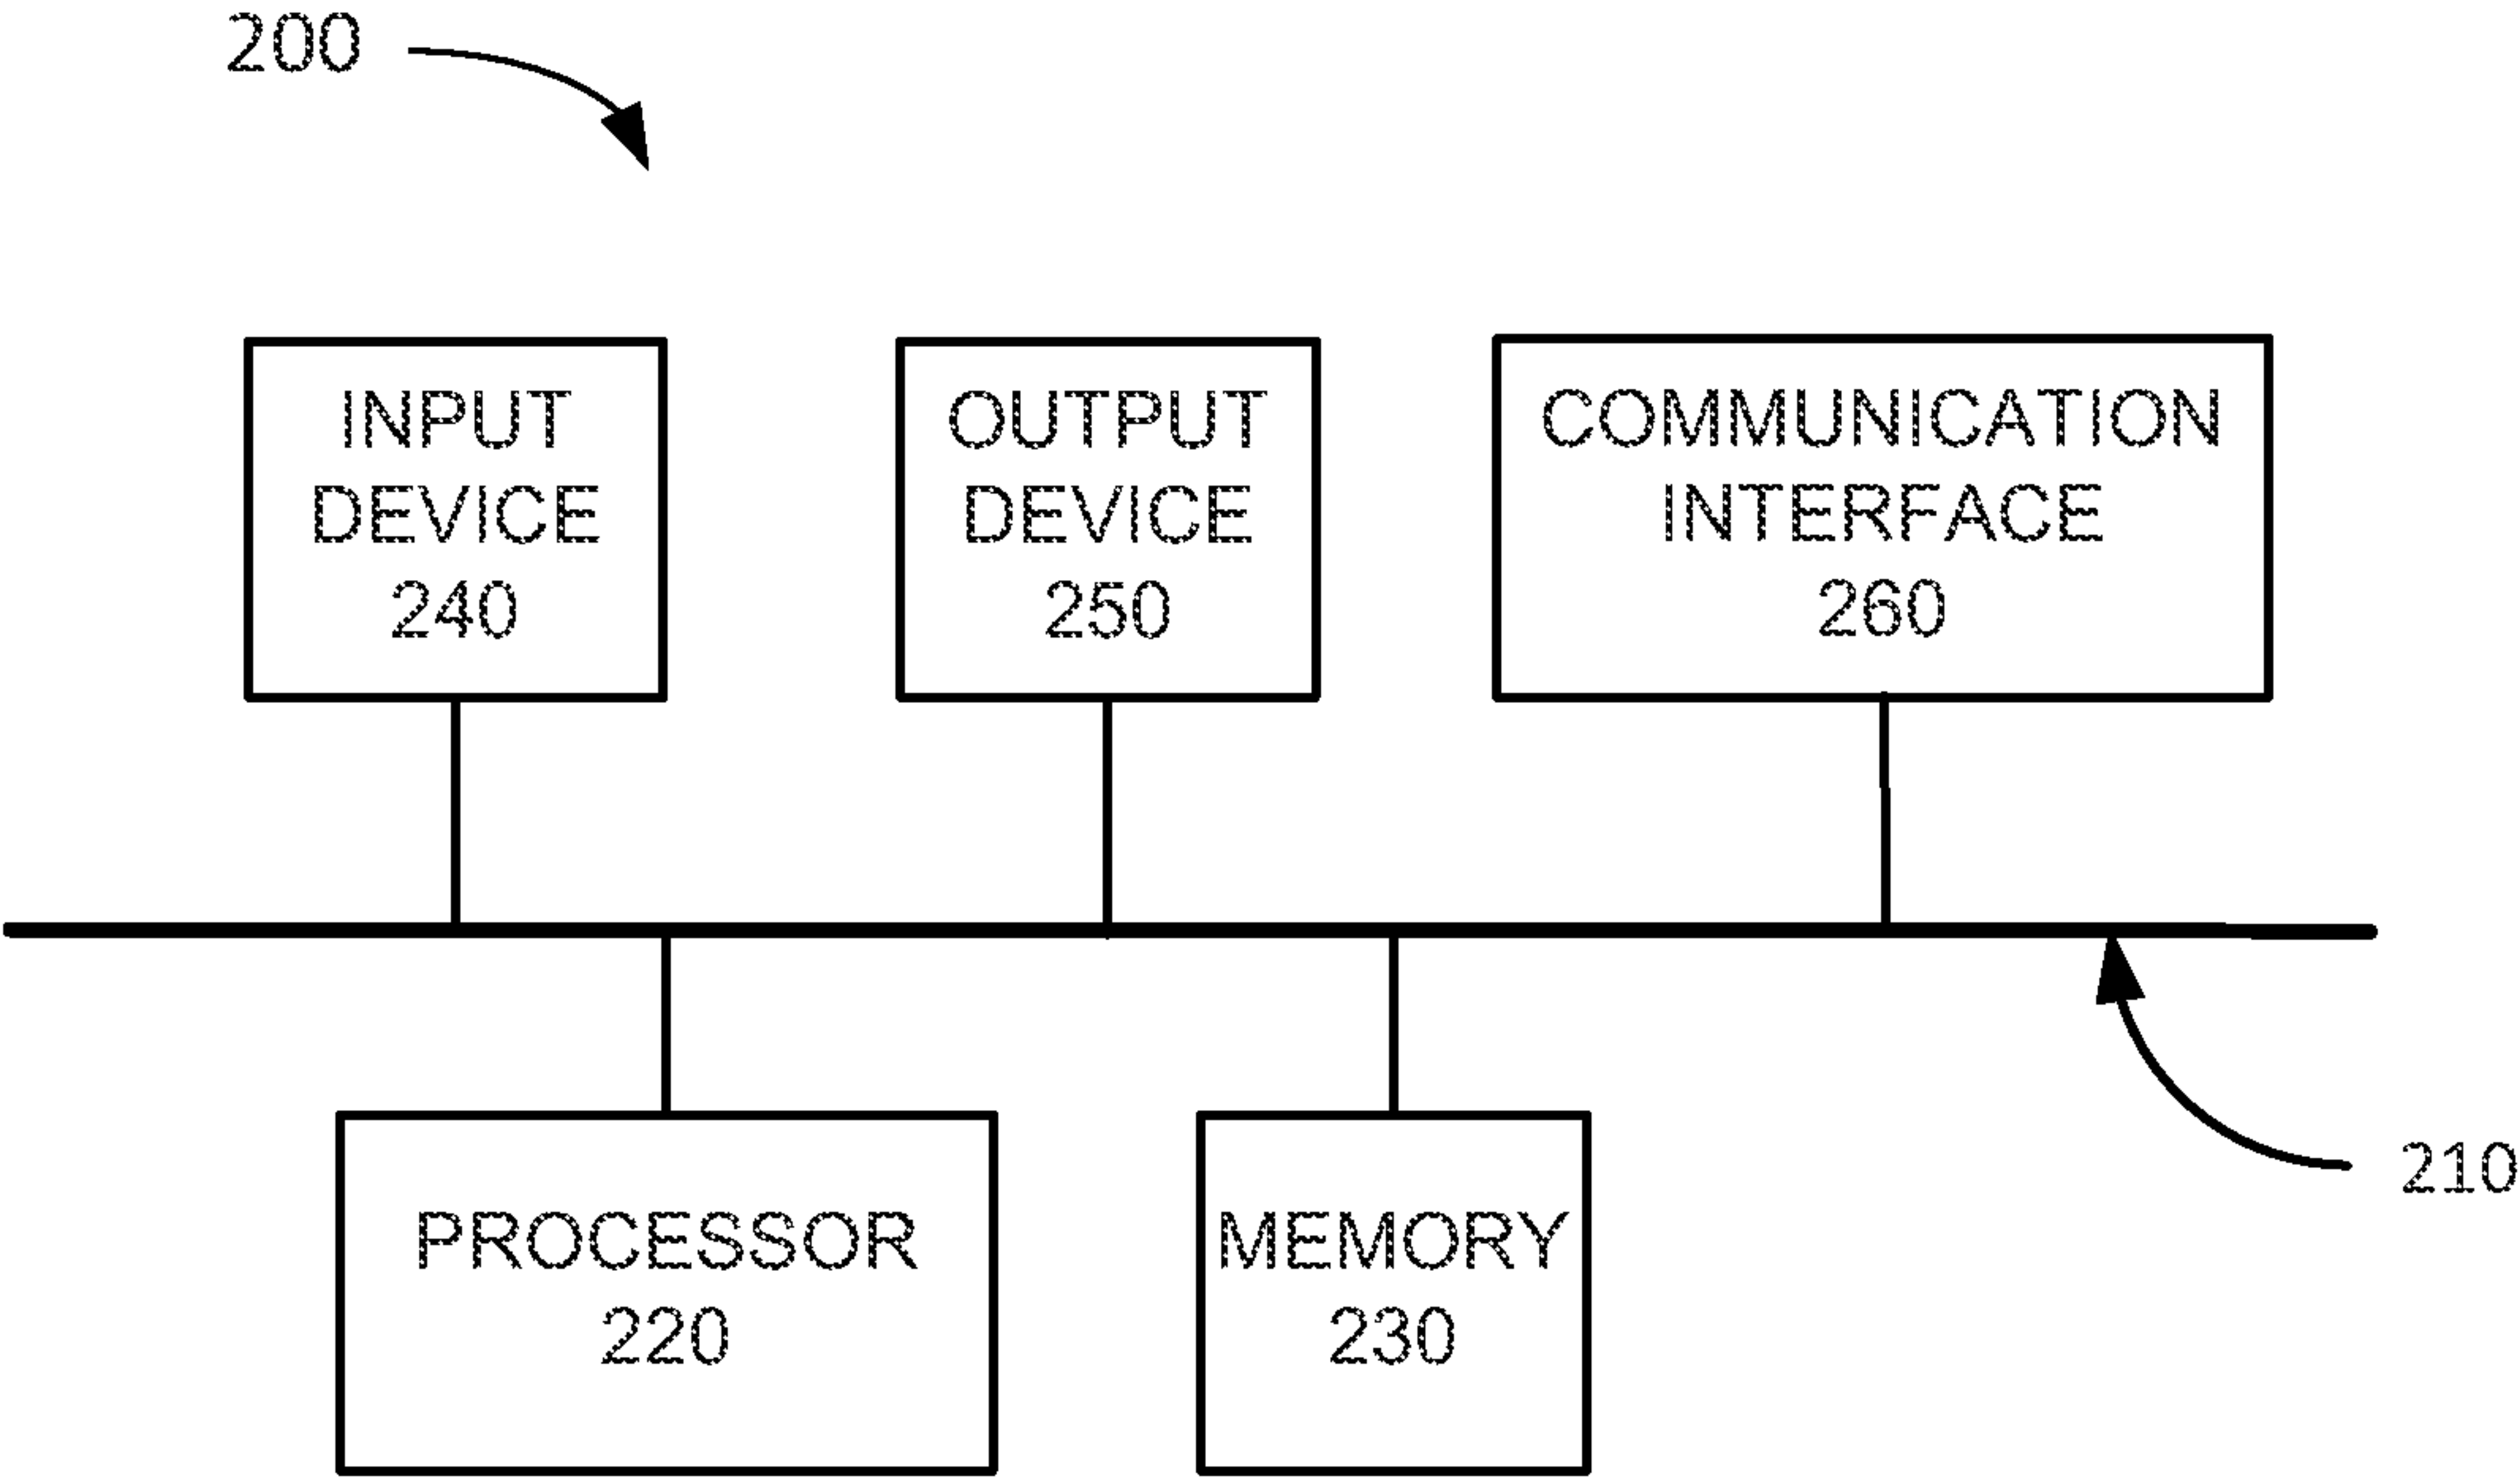 200
INPUT
DEVICE
240
OUTPUT
DEVICE
250
COMMUNICATION
INTERFACE
260
PROCESSOR
220
MEMORY
230
210